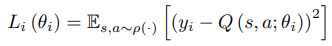 L_i (θ_i) = 𝔼_{s,a∼ρ(·)} [(y_i − Q (s, a; θ_i))^2]